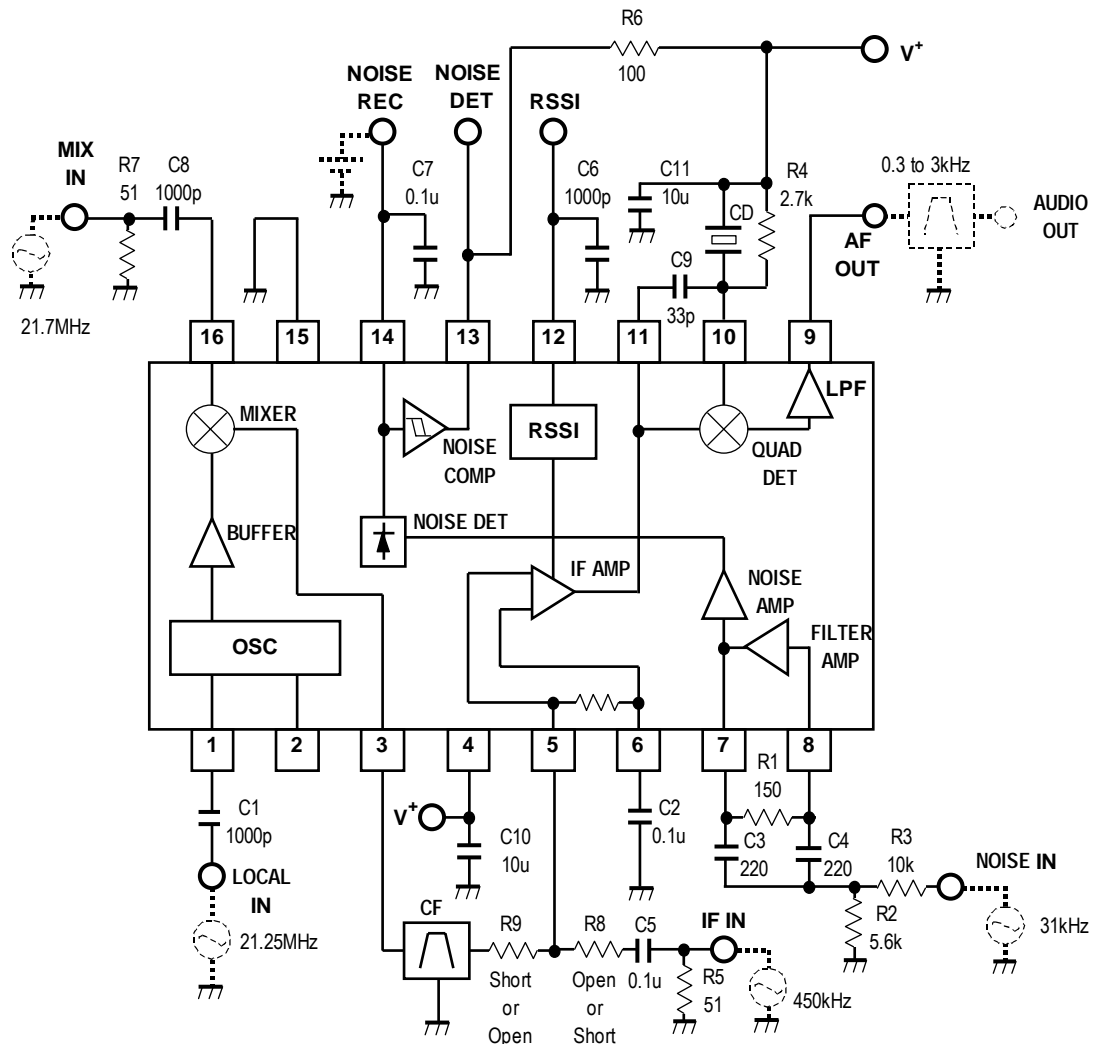 R6
100
V+
NOISE
REC
NOISE
DET
RSSI
MIX
IN
R7
51
C8
1000p
C7
0.1u
C6
1000p
C11
10u
CD
R4
2.7k
0.3 to 3kHz
AUDIO
OUT
AF
OUT
C9
33p
21.7MHz
16
15
14
13
12
11
10
9
MIXER
NOISE
COMP
RSSI
QUAD
DET
LPF
BUFFER
NOISE DET
IF AMP
NOISE
AMP
FILTER
AMP
OSC
1
2
3
4
5
6
7
8
C1
1000p
V+
C10
10u
C2
0.1u
R1
150
C3
220
C4
220
R3
10k
NOISE IN
R2
5.6k
31kHz
LOCAL
IN
21.25MHz
CF
R9
Short
or
Open
R8
Open
or
Short
C5
0.1u
IF IN
R5
51
450kHz